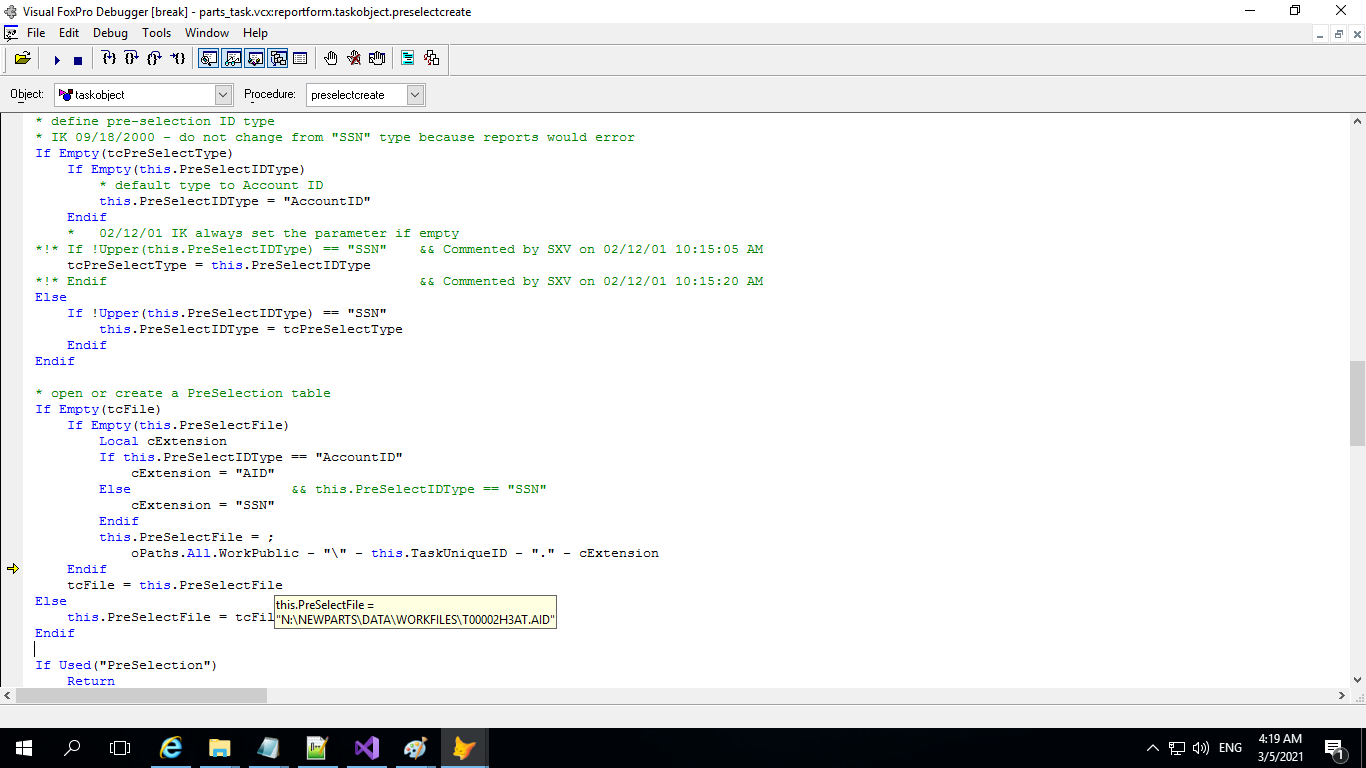 Visual FoxPro Debugger [break] - parts_task.vcx:reportform.taskobject.preselectcreate
File Edit Debug Tools Window Help
Object: taskobject Procedure: preselectcreate
* define pre-selection ID type
* IK 09/18/2000 - do not change from "SSN" type because reports would error
If Empty(tcPreSelectType)
If Empty(this.PreSelectIDType)
* default type to Account ID
this.PreSelectIDType = "AccountID"
Endif
* 02/12/01 IK always set the parameter if empty
*!* If !Upper(this.PreSelectIDType) == "SSN" && Commented by SXV on 02/12/01 10:15:05 AM
tcPreSelectType = this.PreSelectIDType
*!* Endif && Commented by SXV on 02/12/01 10:15:20 AM
Else
If !Upper(this.PreSelectIDType) == "SSN"
this.PreSelectIDType = tcPreSelectType
Endif
Endif
* open or create a PreSelection table
If Empty(tcFile)
If Empty(this.PreSelectFile)
Local cExtension
If this.PreSelectIDType == "AccountID"
cExtension = "AID"
Else && this.PreSelectIDType == "SSN"
cExtension = "SSN"
Endif
this.PreSelectFile = ;
oPaths.All.WorkPublic - "\" - this.TaskUniqueID - "." - cExtension
Endif
tcFile = this.PreSelectFile
Else
this.PreSelectFile = tcFil
this.PreSelectFile =
"N:\NEWPARTS\DATA\WORKFILES\T00002H3AT.AID"
Endif
If Used("PreSelection")
Return
ENG
4:19 AM
3/5/2021
1